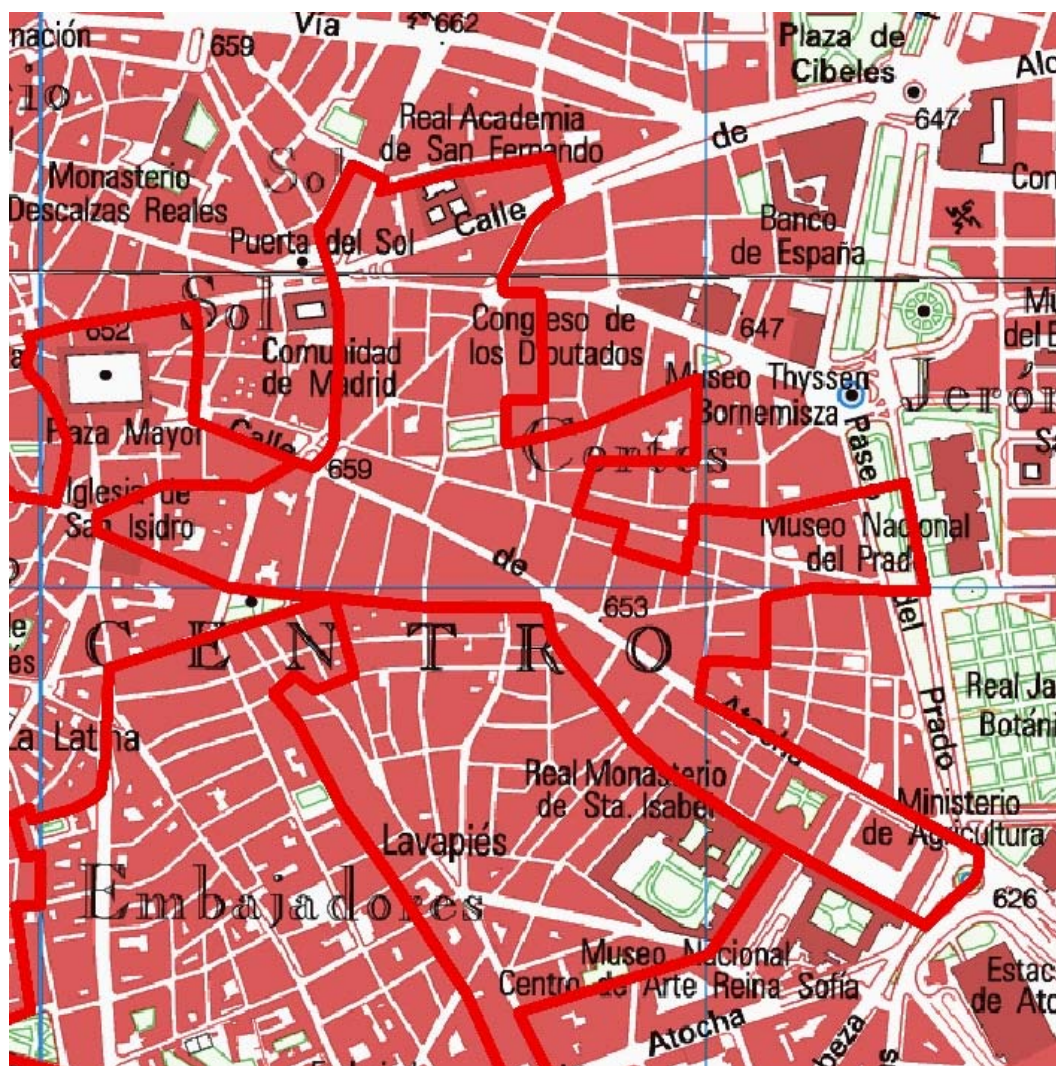 Vía
662
659
Plaza de
Cibeles
Alc
nación
Real Academia
de San Fernando
647
de
Sol
Monasterio
Descalzas Reales
Con
Calle
Puerta del Sol
Banco
de España
Sol
652
Congreso de
los Diputados
647
Comunidad
de Madrid
Museo Thyssen
Bornemisza
Jerón
Plaza Mayor
Calle
Cortes
Paseo
659
Iglesia de
San Isidro
Museo Nacional
del Prado
de
653
del
CENTRO
Real Ja
Botáni
La Latina
Atocha
Prado
Real Monasterio
de Sta. Isabel
Ministerio
de Agricultura
Lavapiés
Embajadores
626
Museo Nacional
Centro de Arte Reina Sofía
Estac
de Ato
Atocha
beza